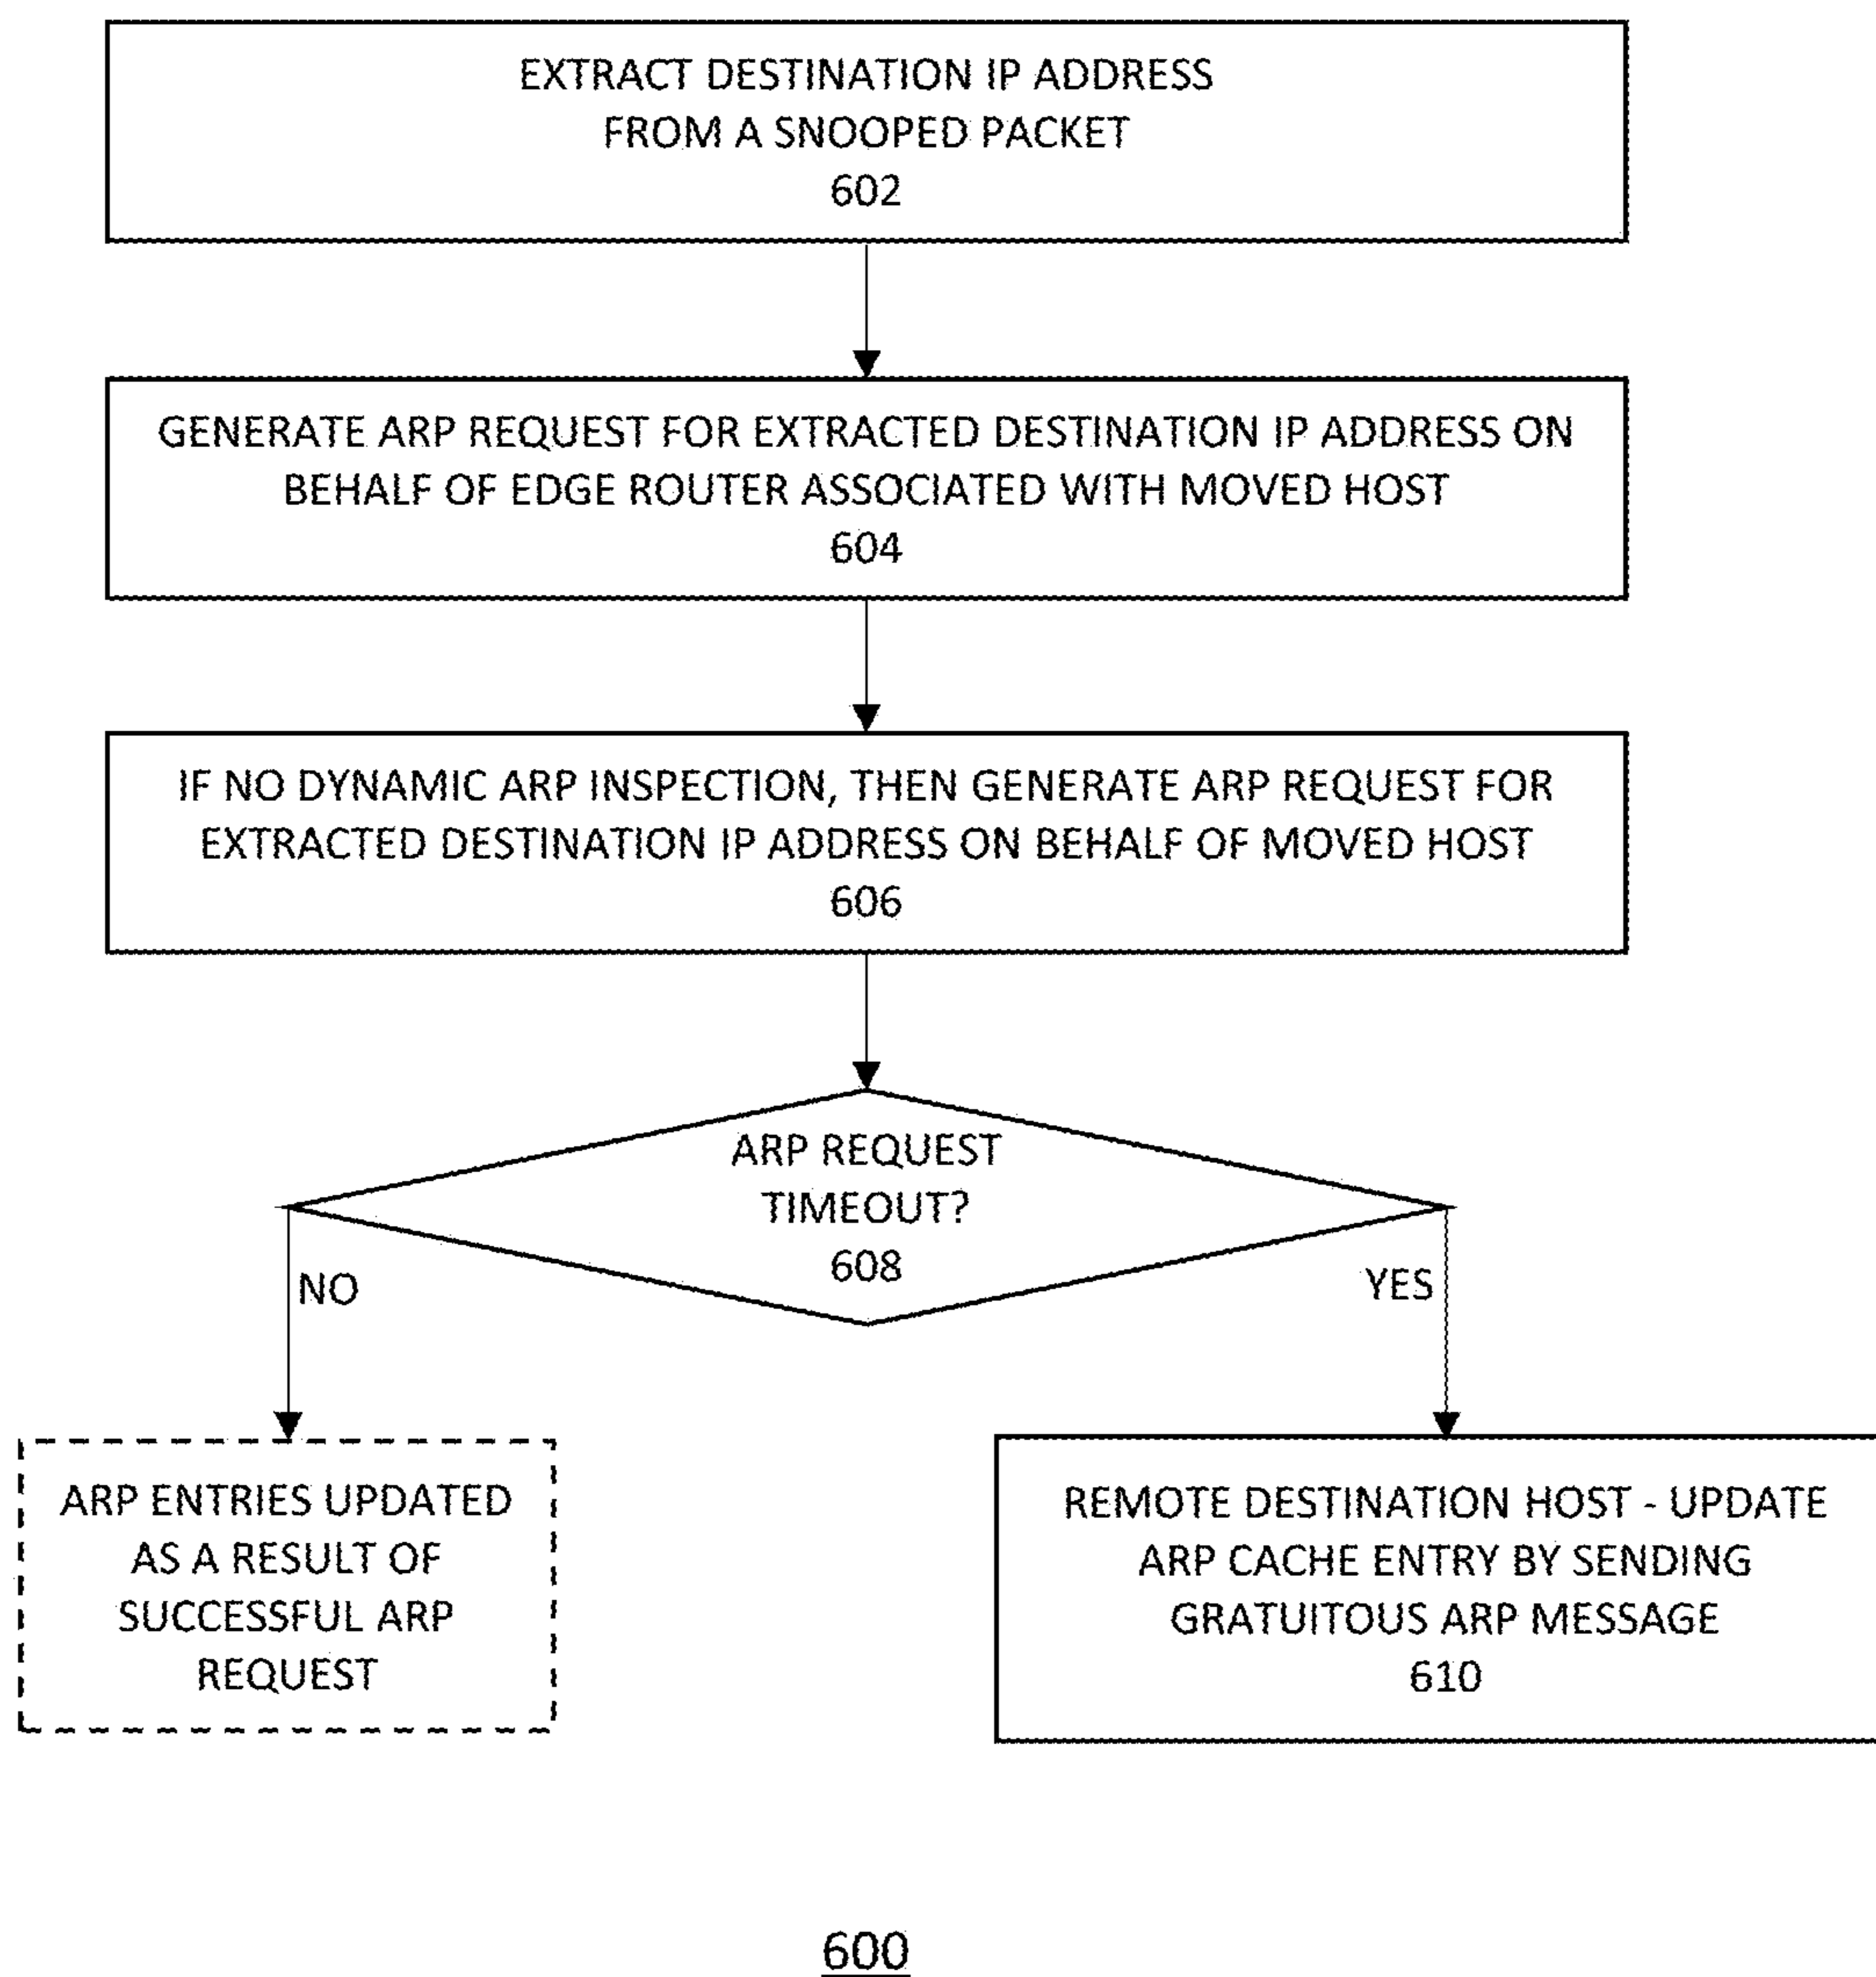 EXTRACT DESTINATION IP ADDRESS
FROM A SNOOPED PACKET
602
GENERATE ARP REQUEST FOR EXTRACTED DESTINATION IP ADDRESS ON
BEHALF OF EDGE ROUTER ASSOCIATED WITH MOVED HOST
604
IF NO DYNAMIC ARP INSPECTION, THEN GENERATE ARP REQUEST FOR
EXTRACTED DESTINATION IP ADDRESS ON BEHALF OF MOVED HOST
606
ARP REQUEST
TIMEOUT?
608
NO
YES
ARP ENTRIES UPDATED
AS A RESULT OF
SUCCESSFUL ARP
REQUEST
REMOTE DESTINATION HOST - UPDATE
ARP CACHE ENTRY BY SENDING
GRATUITOUS ARP MESSAGE
610
600